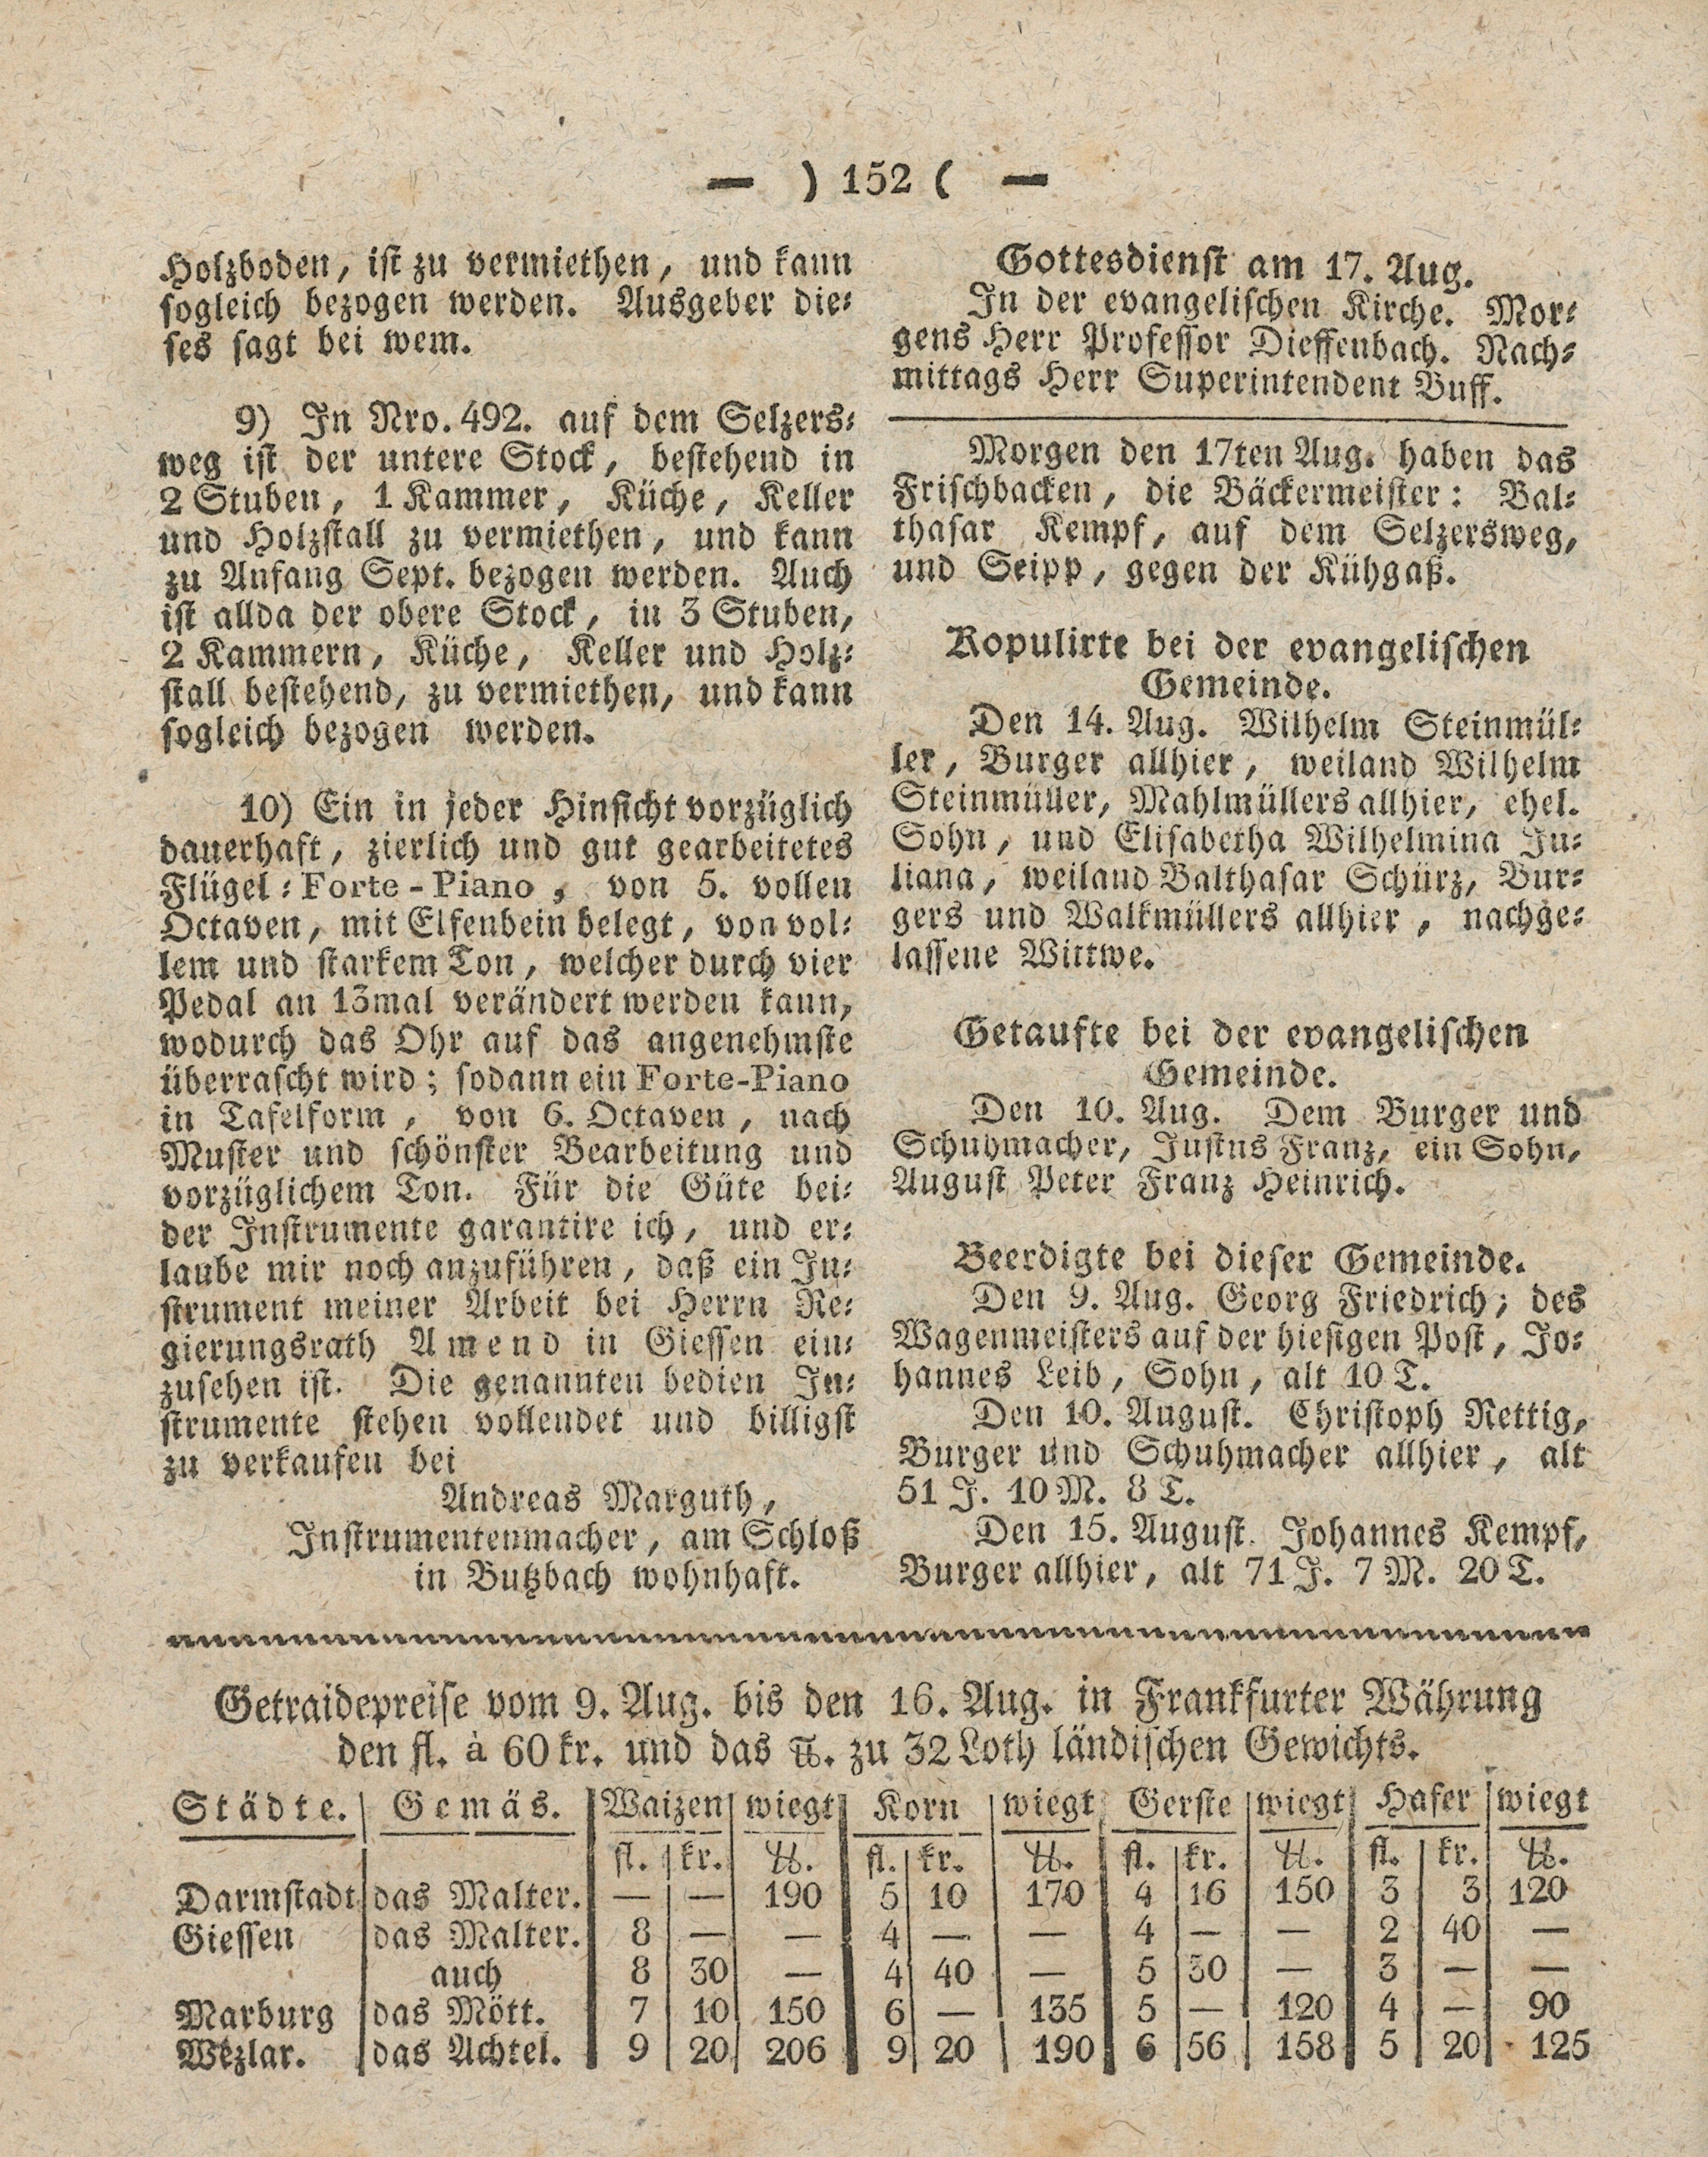 — ) 152 ( —
Holzboden, ist zu vermiethen, und kann
sogleich bezogen werden. Ausgeber die-
ses sagt bei wem.
9) In Nro. 492. auf dem Selzers-
weg ist der untere Stock, bestehend in
2 Stuben, 1 Kammer, Küche, Keller
und Holzstall zu vermiethen, und kann
zu Anfang Sept. bezogen werden. Auch
ist allda der obere Stock, in 3 Stuben,
2 Kammern, Küche, Keller und Holz-
stall bestehend, zu vermiethen, und kann
sogleich bezogen werden.
10) Ein in jeder Hinsicht vorzüglich
dauerhaft, zierlich und gut gearbeitetes
Flügel-Forte-Piano, von 5. vollen
Octaven, mit Elfenbein belegt, von vol-
lem und starkem Ton, welcher durch vier
Pedal an 13mal verändert werden kann,
wodurch das Ohr auf das angenehmste
überrascht wird; sodann ein Forte-Piano
in Tafelform, von 6. Octaven, nach
Muster und schönster Bearbeitung und
vorzüglichem Ton. Für die Güte bei-
der Instrumente garantire ich, und er-
laube mir noch anzuführen, daß ein In-
strument meiner Arbeit bei Herrn Re-
gierungsrath Amend in Giessen ein-
zusehen ist. Die genannten bedien In-
strumente stehen vollendet und billigst
zu verkaufen bei
Andreas Marguth,
Instrumentenmacher, am Schloß
in Butzbach wohnhaft.
Gottesdienst am 17. Aug.
In der evangelischen Kirche. Mor-
gens Herr Professor Dieffenbach. Nach-
mittags Herr Superintendent Buff.
Morgen den 17ten Aug. haben das
Frischbacken, die Bäckermeister: Bal-
thasar Kempf, auf dem Selzersweg,
und Seipp, gegen der Kühgaß.
Kopulirte bei der evangelischen
Gemeinde.
Den 14. Aug. Wilhelm Steinmül-
ler, Burger allhier, weiland Wilhelm
Steinmüller, Mahlmüllers allhier, ehel.
Sohn, und Elisabetha Wilhelmina Ju-
liana, weiland Balthasar Schürz, Bur-
gers und Walkmüllers allhier, nachge-
lassene Wittwe.
Getaufte bei der evangelischen
Gemeinde.
Den 10. Aug. Dem Burger und
Schuhmacher, Justus Franz, ein Sohn,
August Peter Franz Heinrich.
Beerdigte bei dieser Gemeinde.
Den 9. Aug. Georg Friedrich; des
Wagenmeisters auf der hiesigen Post, Jo-
hannes Leib, Sohn, alt 10 T.
Den 10. August. Christoph Rettig,
Burger und Schuhmacher allhier, alt
51 J. 10 M. 8 T.
Den 15. August. Johannes Kempf,
Burger allhier, alt 71 J. 7 M. 20 T.
Getraidepreise vom 9. Aug. bis den 16. Aug. in Frankfurter Währung
den fl. à 60 kr. und das ℔. zu 32 Loth ländischen Gewichts.
Städte. Gemäs. Waizen wiegt Korn wiegt Gerste wiegt Hafer wiegt
fl. kr. ℔. fl. kr. ℔. fl. kr. ℔. fl. kr. ℔.
Darmstadt das Malter. — — 190 5 10 170 4 16 150 3 3 120
Giessen das Malter. 8 — — 4 — — 4 — — 2 40 —
auch 8 30 — 4 40 — 5 30 — 3 — —
Marburg das Mött. 7 10 150 6 — 135 5 — 120 4 — 90
Wezlar. das Achtel. 9 20 206 9 20 190 6 56 158 5 20 125